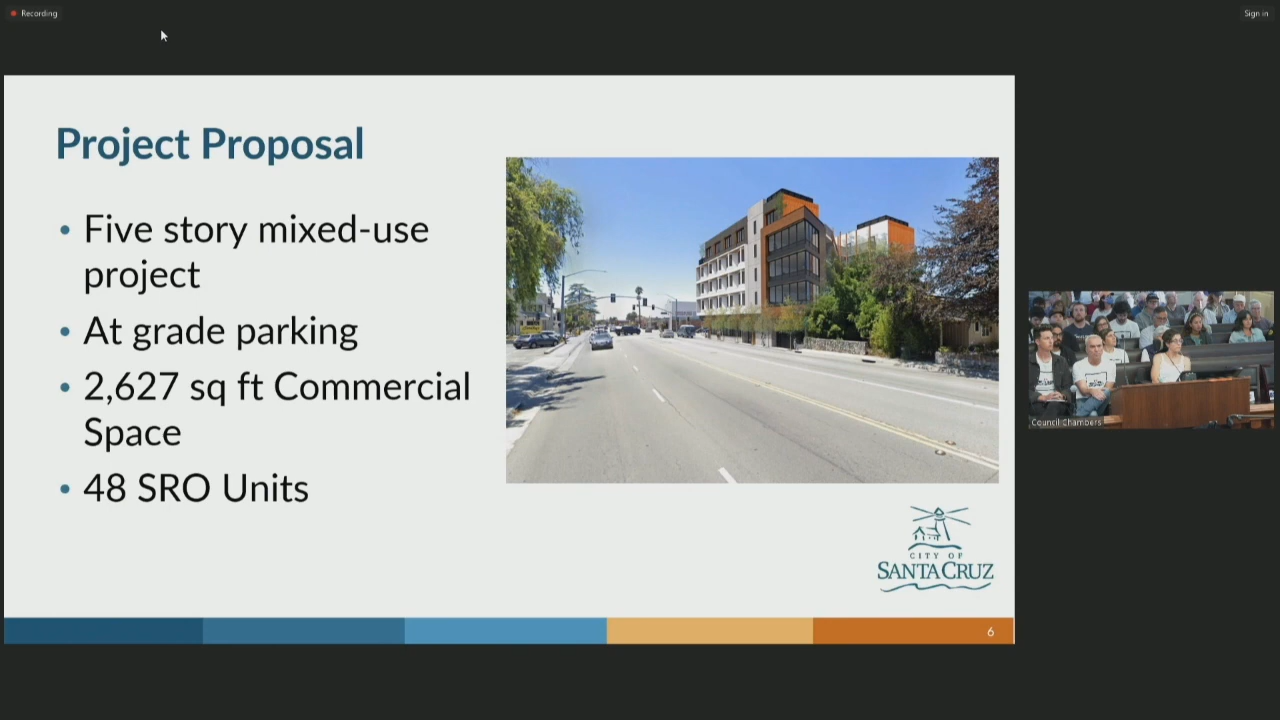 Recording
Sign in
Project Proposal
• Five story mixed-use
project
• At grade parking
• 2,627 sq ft Commercial
Space
• 48 SRO Units
CITY OF
SANTA CRUZ
6
Council Chambers